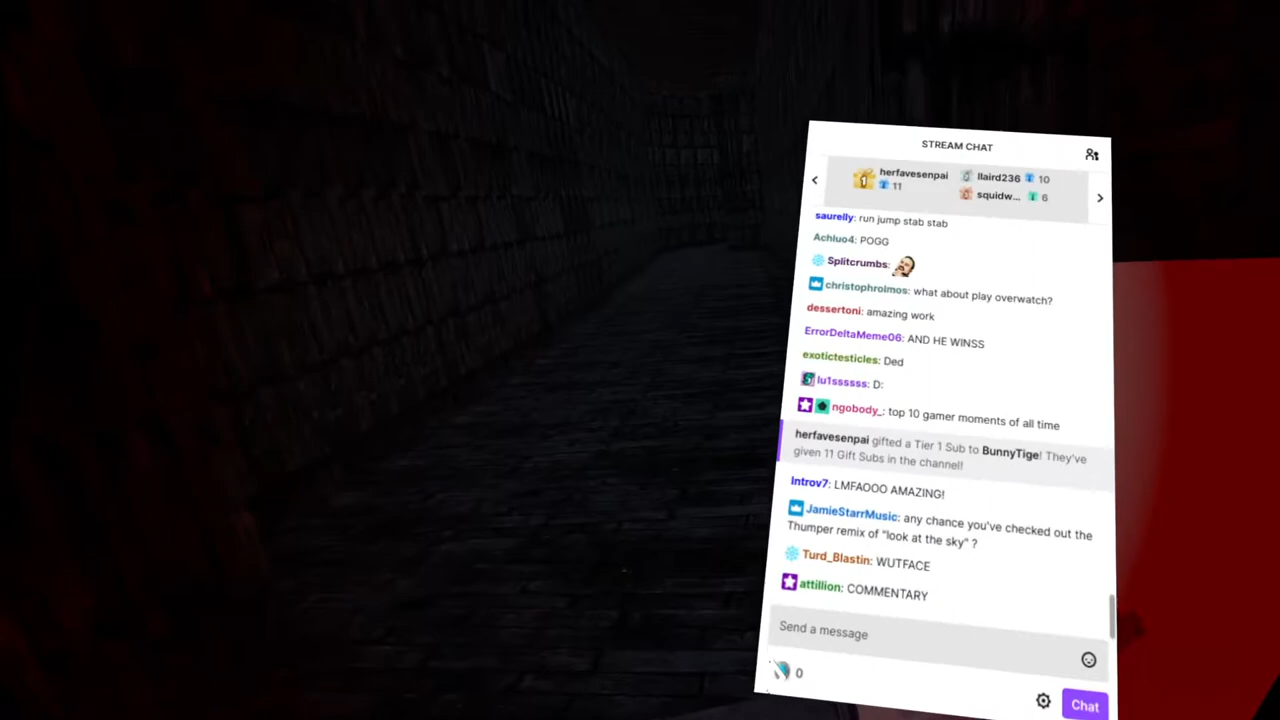 STREAM CHAT
herfavesenpai
11
llaird236 10
squidw... 6
saurelly: run jump stab stab
Achluo4: POGG
Splitcrumbs:
christophroimos: what about play overwatch?
dessertoni: amazing work
ErrorDeltaMeme06: AND HE WINSS
exotictesticles: Ded
lu1ssssss: D:
ngobody_: top 10 gamer moments of all time
herfavesenpai gifted a Tier 1 Sub to BunnyTige! They've
given 11 Gift Subs in the channel!
Introv7: LMFAOOO AMAZING!
JamieStarrMusic: any chance you've checked out the
Thumper remix of "look at the sky" ?
Turd_Blastin: WUTFACE
attillion: COMMENTARY
Send a message
0
Chat